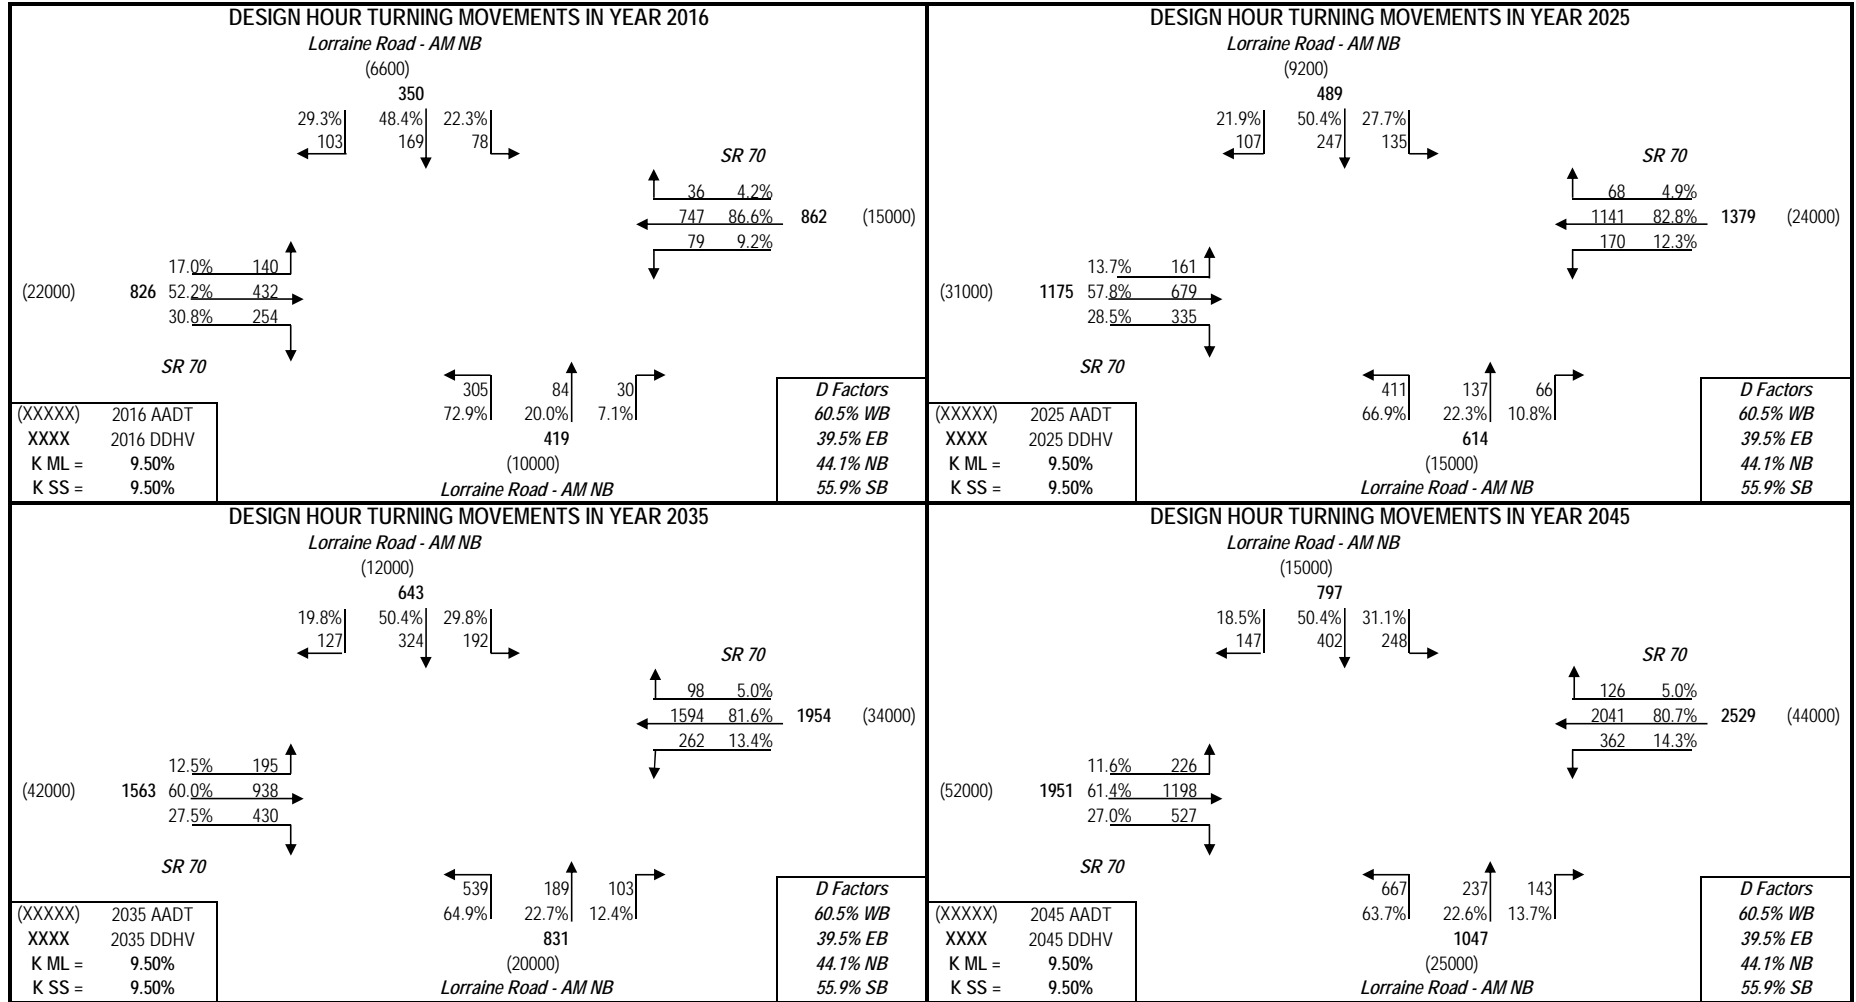 DESIGN HOUR TURNING MOVEMENTS IN YEAR 2016
Lorraine Road - AM NB
(6600)
350
29.3% 48.4% 22.3%
103 169 78
SR 70
36 4.2%
747 86.6% 862 (15000)
79 9.2%
17.0% 140
(22000) 826 52.2% 432
30.8% 254
SR 70
305 84 30
72.9% 20.0% 7.1%
419
(10000)
Lorraine Road - AM NB
(XXXXX) 2016 AADT
XXXX 2016 DDHV
K ML = 9.50%
K SS = 9.50%
D Factors
60.5% WB
39.5% EB
44.1% NB
55.9% SB
DESIGN HOUR TURNING MOVEMENTS IN YEAR 2025
Lorraine Road - AM NB
(9200)
489
21.9% 50.4% 27.7%
107 247 135
SR 70
68 4.9%
1141 82.8% 1379 (24000)
170 12.3%
13.7% 161
(31000) 1175 57.8% 679
28.5% 335
SR 70
411 137 66
66.9% 22.3% 10.8%
614
(15000)
Lorraine Road - AM NB
(XXXXX) 2025 AADT
XXXX 2025 DDHV
K ML = 9.50%
K SS = 9.50%
D Factors
60.5% WB
39.5% EB
44.1% NB
55.9% SB
DESIGN HOUR TURNING MOVEMENTS IN YEAR 2035
Lorraine Road - AM NB
(12000)
643
19.8% 50.4% 29.8%
127 324 192
SR 70
98 5.0%
1594 81.6% 1954 (34000)
262 13.4%
12.5% 195
(42000) 1563 60.0% 938
27.5% 430
SR 70
539 189 103
64.9% 22.7% 12.4%
831
(20000)
Lorraine Road - AM NB
(XXXXX) 2035 AADT
XXXX 2035 DDHV
K ML = 9.50%
K SS = 9.50%
D Factors
60.5% WB
39.5% EB
44.1% NB
55.9% SB
DESIGN HOUR TURNING MOVEMENTS IN YEAR 2045
Lorraine Road - AM NB
(15000)
797
18.5% 50.4% 31.1%
147 402 248
SR 70
126 5.0%
2041 80.7% 2529 (44000)
362 14.3%
11.6% 226
(52000) 1951 61.4% 1198
27.0% 527
SR 70
667 237 143
63.7% 22.6% 13.7%
1047
(25000)
Lorraine Road - AM NB
(XXXXX) 2045 AADT
XXXX 2045 DDHV
K ML = 9.50%
K SS = 9.50%
D Factors
60.5% WB
39.5% EB
44.1% NB
55.9% SB